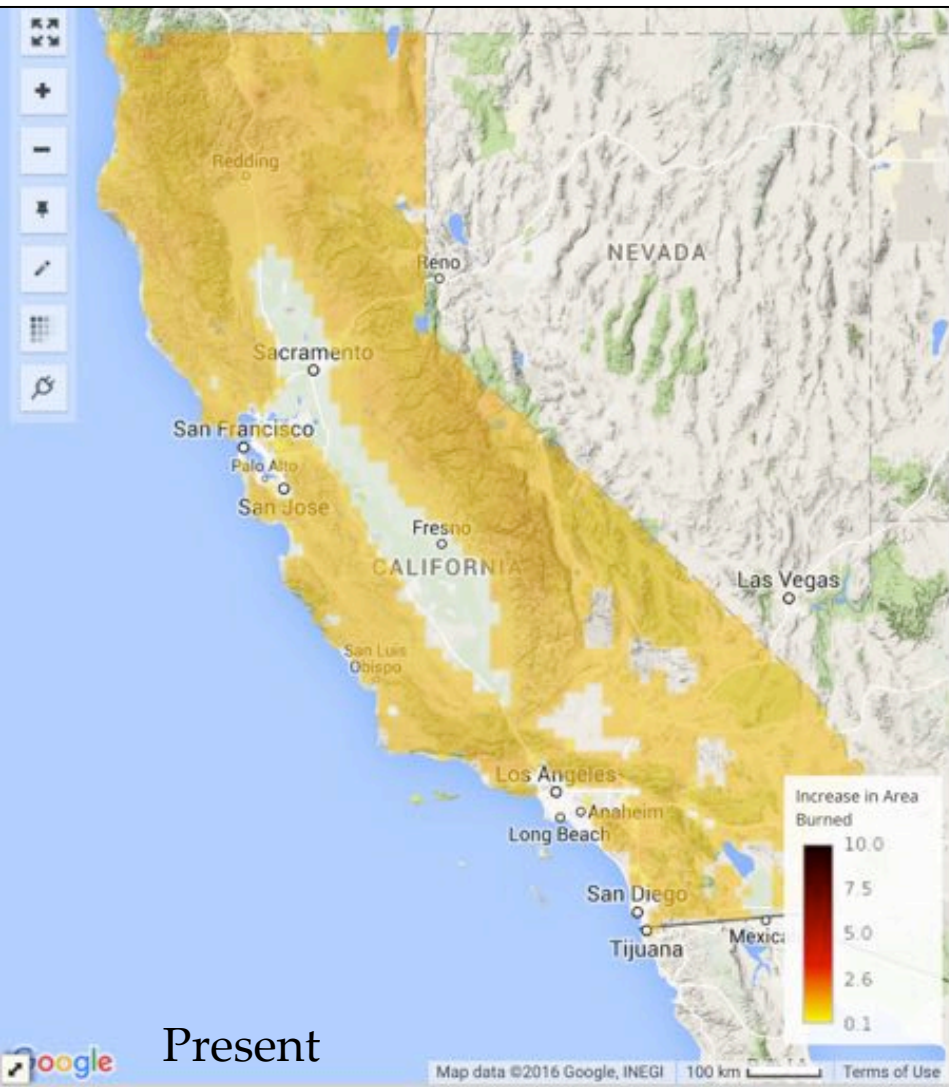 Redding
Reno
NEVADA
Sacramento
San Francisco
Palo Alto
San Jose
Fresno
CALIFORNIA
Las Vegas
San Luis
Obispo
Los Angeles
Anaheim
Long Beach
San Diego
Tijuana
Mexica
Increase in Area
Burned
10.0
7 5
5.0
2.6
0.1
Present
Google
Map data ©2016 Google, INEGI
100 km
Terms of Use